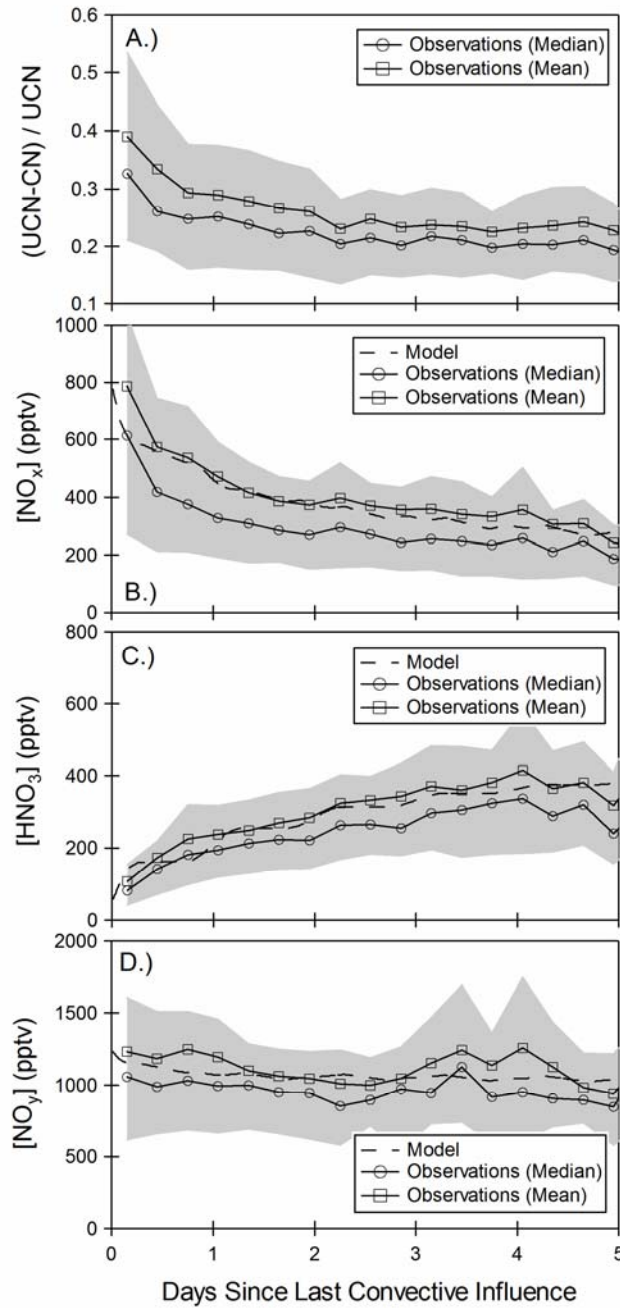 A.)
Observations (Median)
Observations (Mean)
(UCN-CN) / UCN
0.6
0.5
0.4
0.3
0.2
0.1
B.)
Model
Observations (Median)
Observations (Mean)
[NOₓ] (pptv)
1000
800
600
400
200
0
C.)
Model
Observations (Median)
Observations (Mean)
[HNO₃] (pptv)
800
600
400
200
0
D.)
Model
Observations (Median)
Observations (Mean)
[NOᵧ] (pptv)
2000
1500
1000
500
0
0 1 2 3 4 5
Days Since Last Convective Influence